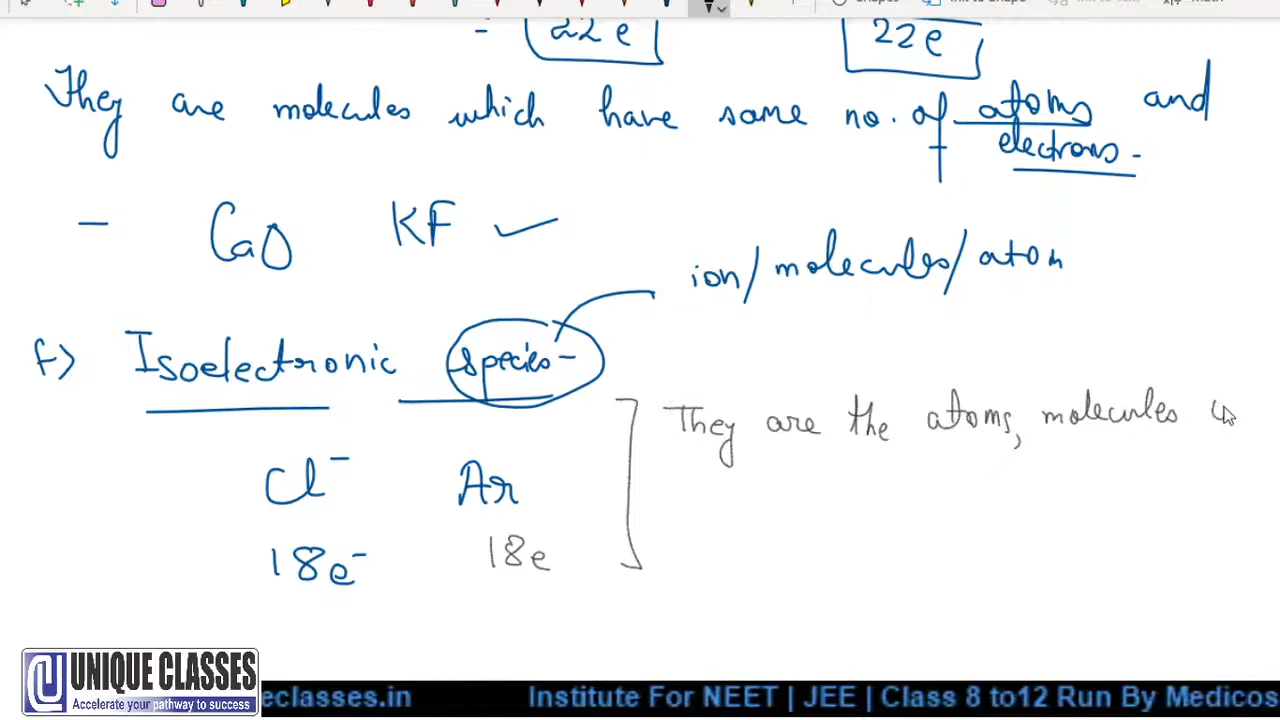 - 22 e 22 e
They are molecules which have same no. of atoms and
electrons -
- CaO KF ✓
ion/molecules/atom
f) Isoelectronic species -
They are the atoms, molecules
Cl⁻ Ar
18e⁻ 18e
UNIQUE CLASSES
Accelerate your pathway to success
eclasses.in Institute For NEET | JEE | Class 8 to12 Run By Medicos